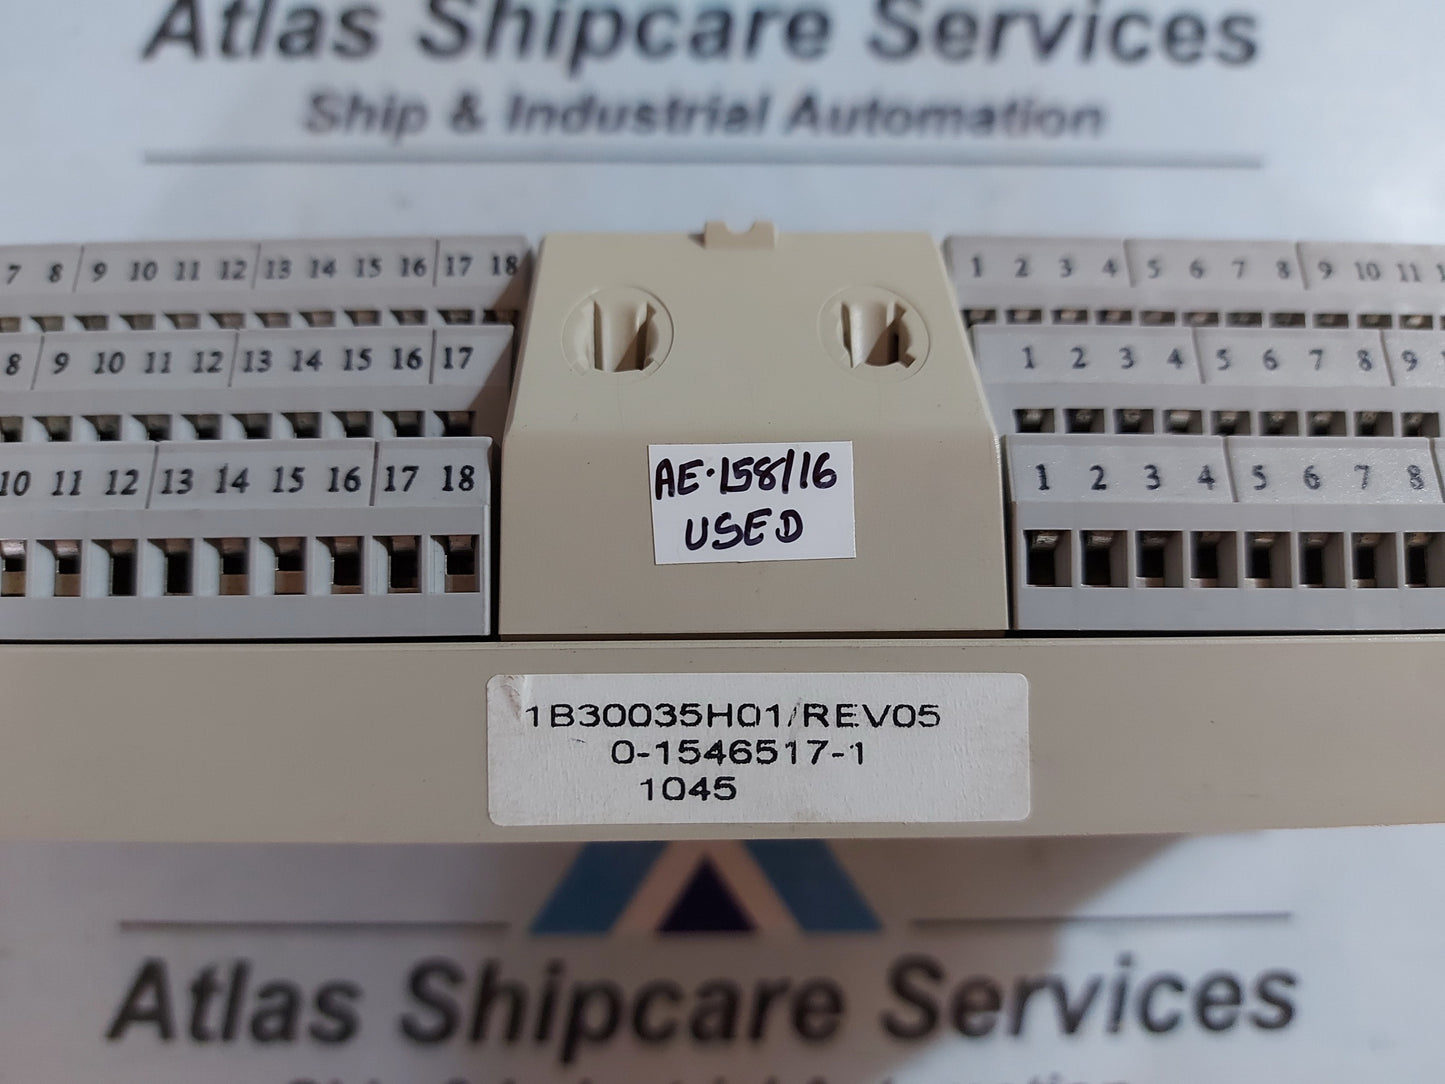 Atlas Shipcare Services
Ship & Industrial Automation
7 8 9 10 11 12 13 14 15 16 17 18
1 2 3 4 5 6 7 8 9 10 11
8 9 10 11 12 13 14 15 16 17
1 2 3 4 5 6 7 8 9
10 11 12 13 14 15 16 17 18
1 2 3 4 5 6 7 8
AE·158/16
USED
1B30035H01/REV05
0-1546517-1
1045
Atlas Shipcare Services